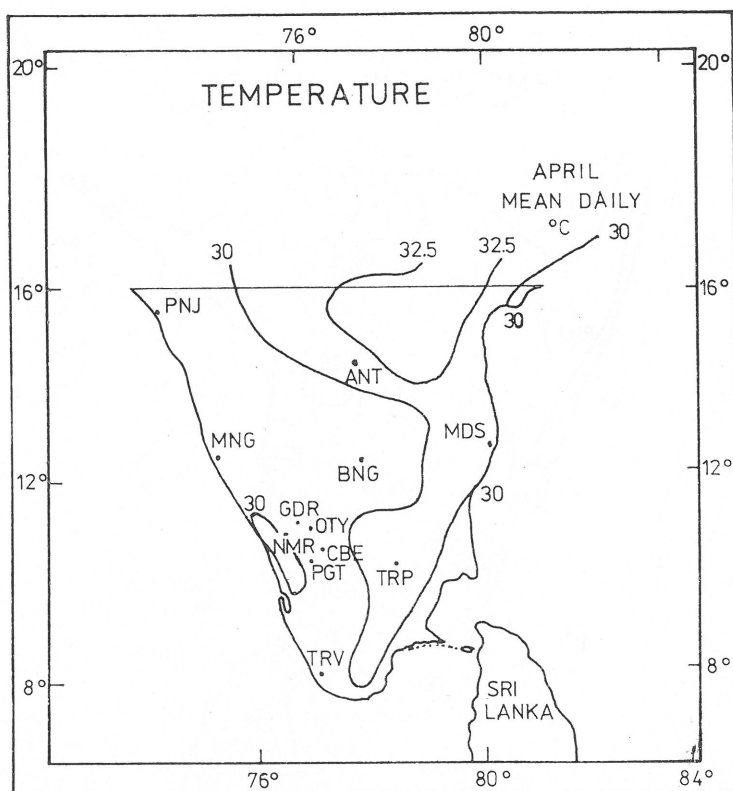 76° 80°
20° 20°
TEMPERATURE
APRIL
MEAN DAILY
°C
30 32.5 32.5 30
16° 16°
PNJ
30
ANT
MNG MDS
BNG
12° 12°
30 GDR 30
OTY
NMR CBE
PGT TRP
TRV
8° 8°
SRI
LANKA
76° 80° 84°